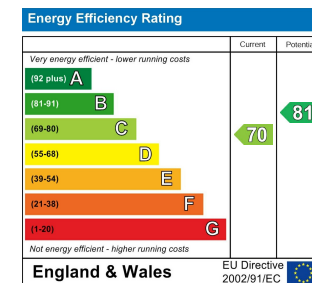 Energy Efficiency Rating
Current Potentia
Very energy efficient - lower running costs
(92 plus) A
(81-91) B
(69-80) C
(55-68) D
(39-54) E
(21-38) F
(1-20) G
70
81
Not energy efficient - higher running costs
England & Wales
EU Directive
2002/91/EC